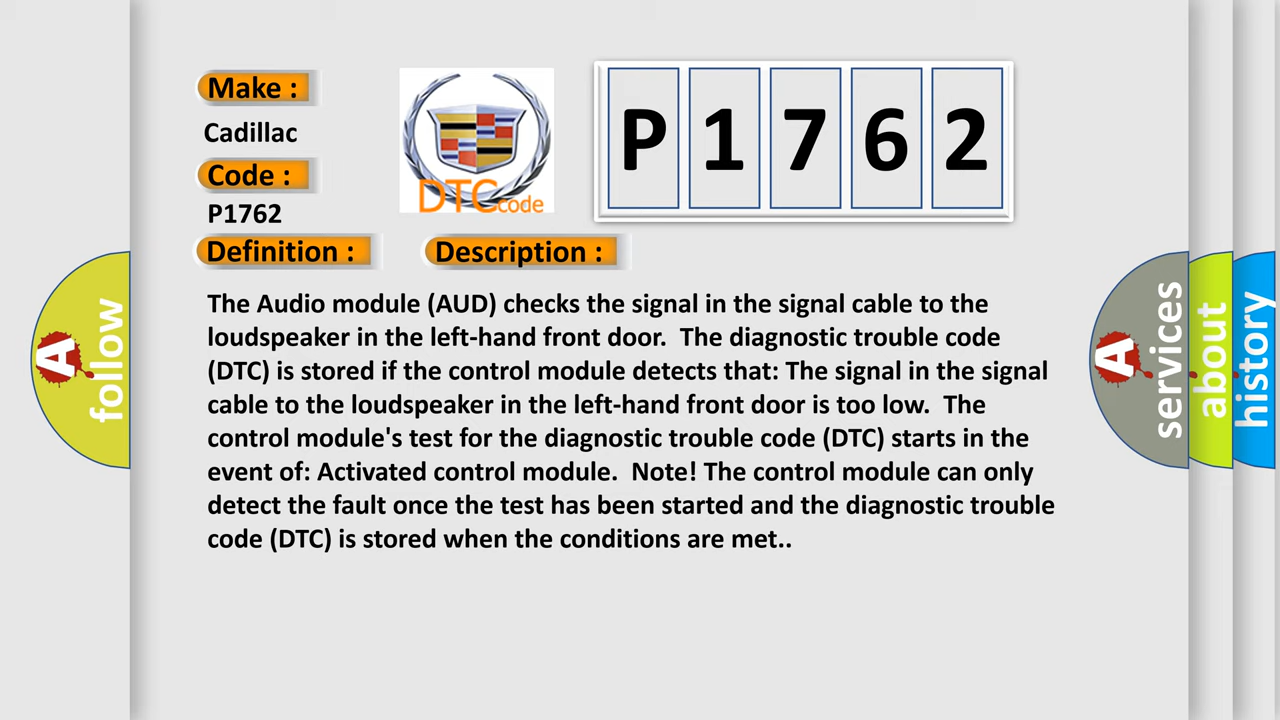 Make :
Cadillac
Code :
P1762
Definition :
Description :
DTCcode
P1762
The Audio module (AUD) checks the signal in the signal cable to the
loudspeaker in the left-hand front door. The diagnostic trouble code
(DTC) is stored if the control module detects that: The signal in the signal
cable to the loudspeaker in the left-hand front door is too low. The
control module's test for the diagnostic trouble code (DTC) starts in the
event of: Activated control module. Note! The control module can only
detect the fault once the test has been started and the diagnostic trouble
code (DTC) is stored when the conditions are met..
A follow
A services
about
history